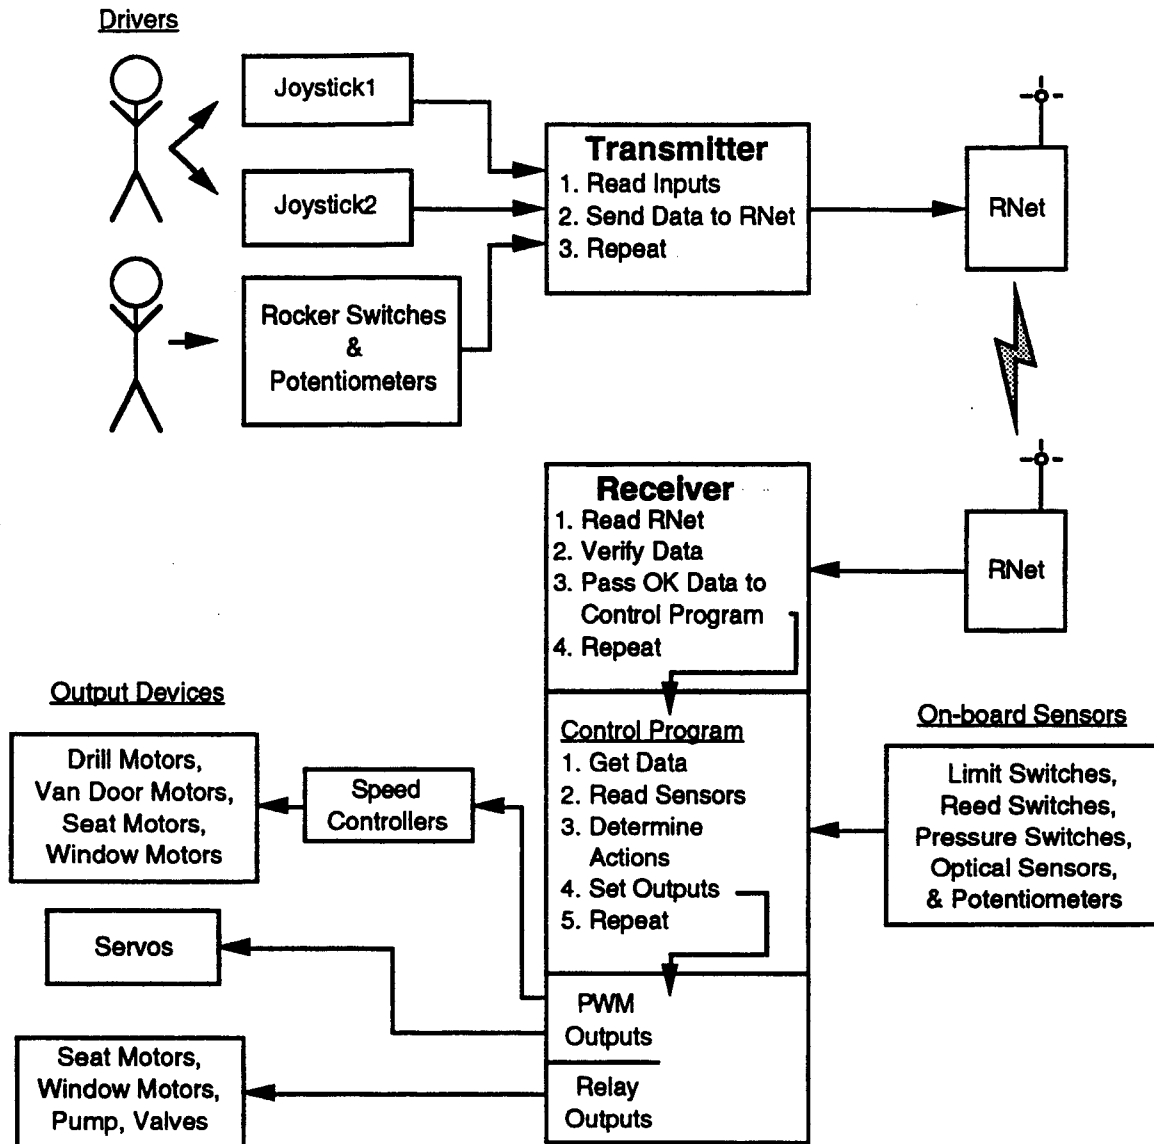 Drivers
Joystick1
Joystick2
Rocker Switches
&
Potentiometers
Transmitter
1. Read Inputs
2. Send Data to RNet
3. Repeat
RNet
RNet
Receiver
1. Read RNet
2. Verify Data
3. Pass OK Data to
Control Program
4. Repeat
Control Program
1. Get Data
2. Read Sensors
3. Determine
Actions
4. Set Outputs
5. Repeat
On-board Sensors
Limit Switches,
Reed Switches,
Pressure Switches,
Optical Sensors,
& Potentiometers
PWM
Outputs
Relay
Outputs
Output Devices
Speed
Controllers
Drill Motors,
Van Door Motors,
Seat Motors,
Window Motors
Servos
Seat Motors,
Window Motors,
Pump, Valves